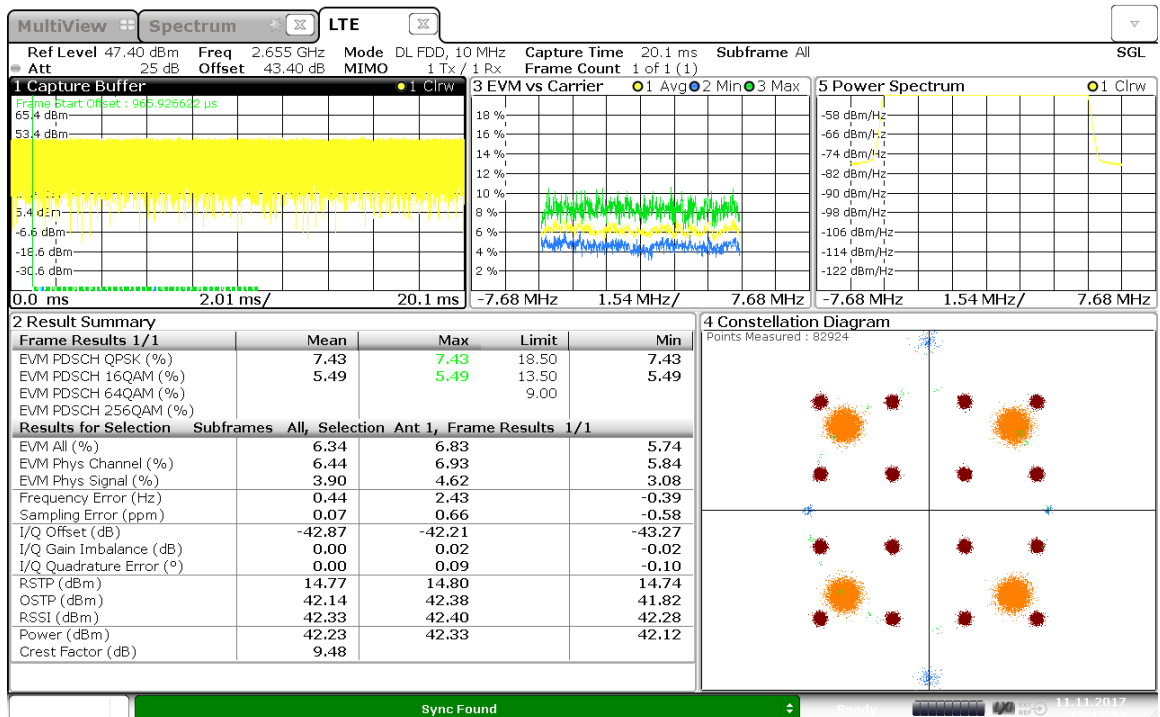 MultiView Spectrum LTE
Ref Level 47.40 dBm Freq 2.655 GHz Mode DL FDD, 10 MHz Capture Time 20.1 ms Subframe All SGL
Att 25 dB Offset 43.40 dB MIMO 1 Tx / 1 Rx Frame Count 1 of 1 (1)
1 Capture Buffer 1 Clrw
Frame Start Offset : 965.926622 µs
65.4 dBm
53.4 dBm
5.4 dBm
-6.6 dBm
-18.6 dBm
-30.6 dBm
0.0 ms 2.01 ms/ 20.1 ms
3 EVM vs Carrier 1 Avg 2 Min 3 Max
18 %
16 %
14 %
12 %
10 %
8 %
6 %
4 %
2 %
-7.68 MHz 1.54 MHz/ 7.68 MHz
5 Power Spectrum 1 Clrw
-58 dBm/Hz
-66 dBm/Hz
-74 dBm/Hz
-82 dBm/Hz
-90 dBm/Hz
-98 dBm/Hz
-106 dBm/Hz
-114 dBm/Hz
-122 dBm/Hz
-7.68 MHz 1.54 MHz/ 7.68 MHz
2 Result Summary
Frame Results 1/1 Mean Max Limit Min
EVM PDSCH QPSK (%) 7.43 7.43 18.50 7.43
EVM PDSCH 16QAM (%) 5.49 5.49 13.50 5.49
EVM PDSCH 64QAM (%) 9.00
EVM PDSCH 256QAM (%)
Results for Selection Subframes All, Selection Ant 1, Frame Results 1/1
EVM All (%) 6.34 6.83 5.74
EVM Phys Channel (%) 6.44 6.93 5.84
EVM Phys Signal (%) 3.90 4.62 3.08
Frequency Error (Hz) 0.44 2.43 -0.39
Sampling Error (ppm) 0.07 0.66 -0.58
I/Q Offset (dB) -42.87 -42.21 -43.27
I/Q Gain Imbalance (dB) 0.00 0.02 -0.02
I/Q Quadrature Error (°) 0.00 0.09 -0.10
RSTP (dBm) 14.77 14.80 14.74
OSTP (dBm) 42.14 42.38 41.82
RSSI (dBm) 42.33 42.40 42.28
Power (dBm) 42.23 42.33 42.12
Crest Factor (dB) 9.48
4 Constellation Diagram
Points Measured : 82924
Sync Found
Ready
EXT
REF
11.11.2017